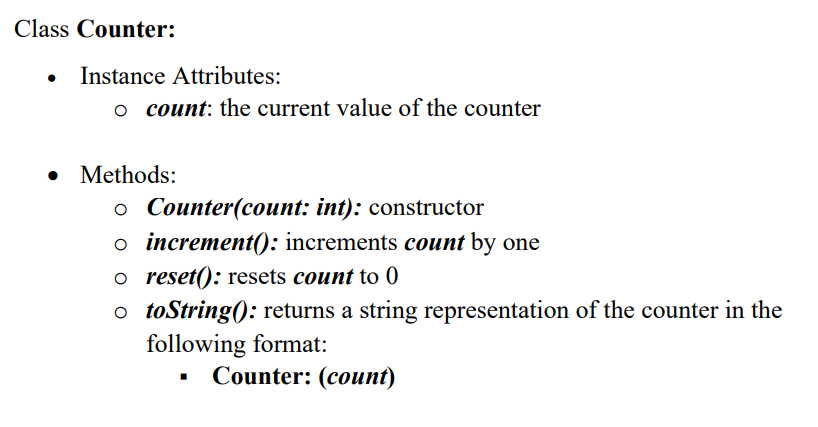 Class Counter:
• Instance Attributes:
o count: the current value of the counter
• Methods:
o Counter(count: int): constructor
o increment(): increments count by one
o reset(): resets count to 0
o toString(): returns a string representation of the counter in the
following format:
▪ Counter: (count)